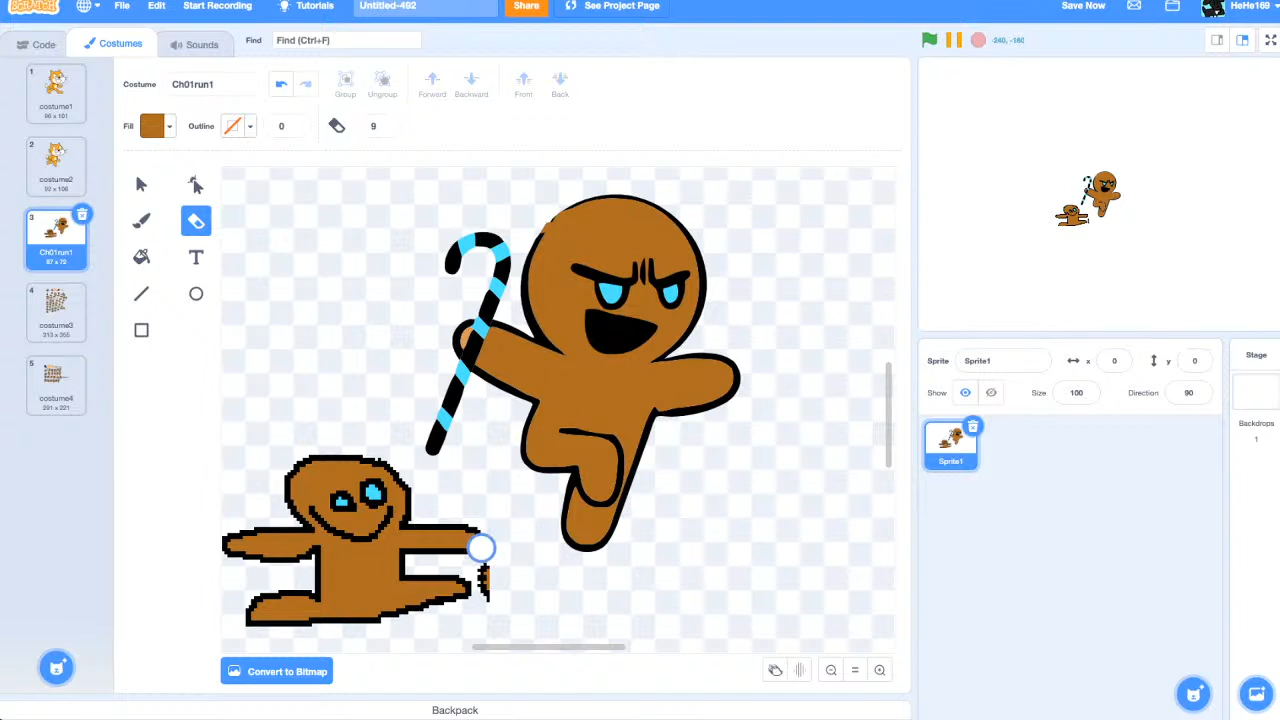 SCRATCH File Edit Start Recording Tutorials Untitled-492 Share See Project Page Save Now HeHe169
Code Costumes Sounds Find Find (Ctrl+F) -240, -180
1
costume1
96 x 101
2
costume2
92 x 106
3
Ch01run1
87 x 72
4
costume3
313 x 355
5
costume4
291 x 221
Costume Ch01run1 Group Ungroup Forward Backward Front Back
Fill Outline 0 9
T
Convert to Bitmap
Backpack
Sprite Sprite1 x 0 y 0
Show Size 100 Direction 90
Sprite1
Stage
Backdrops
1